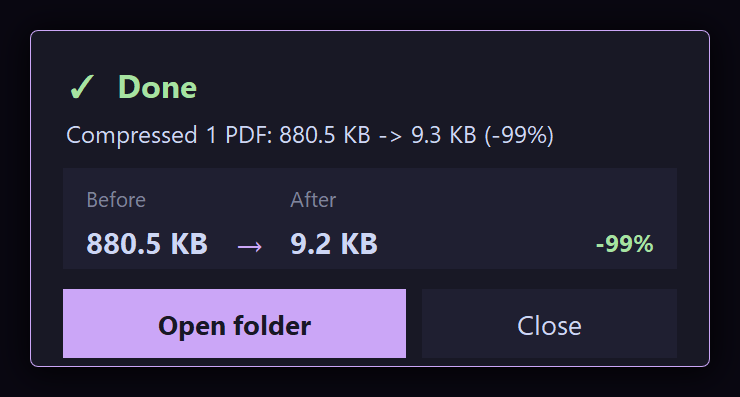 ✓ Done
Compressed 1 PDF: 880.5 KB -> 9.3 KB (-99%)
Before After
880.5 KB → 9.2 KB -99%
Open folder Close